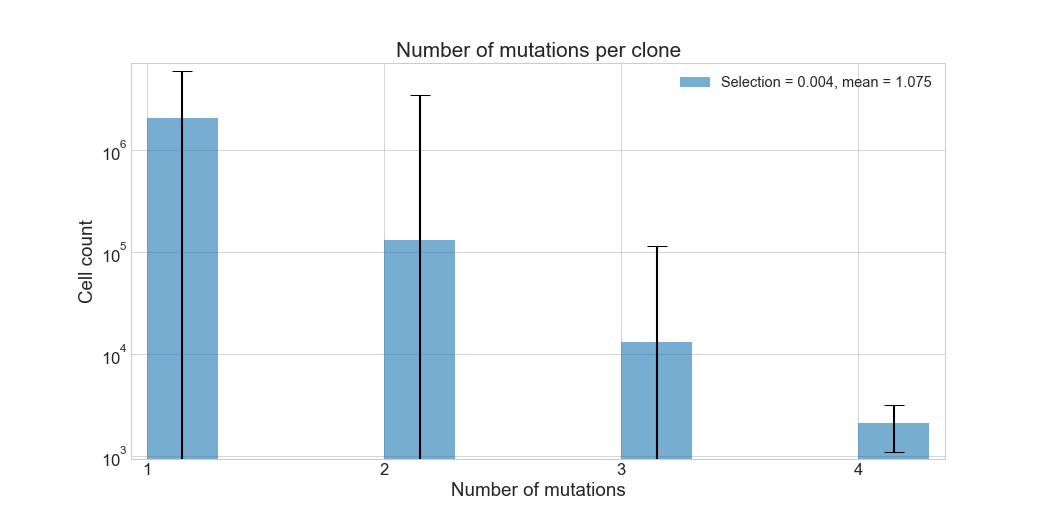 Number of mutations per clone
Selection = 0.004, mean = 1.075
Cell count
10^6
10^5
10^4
10^3
1 2 3 4
Number of mutations